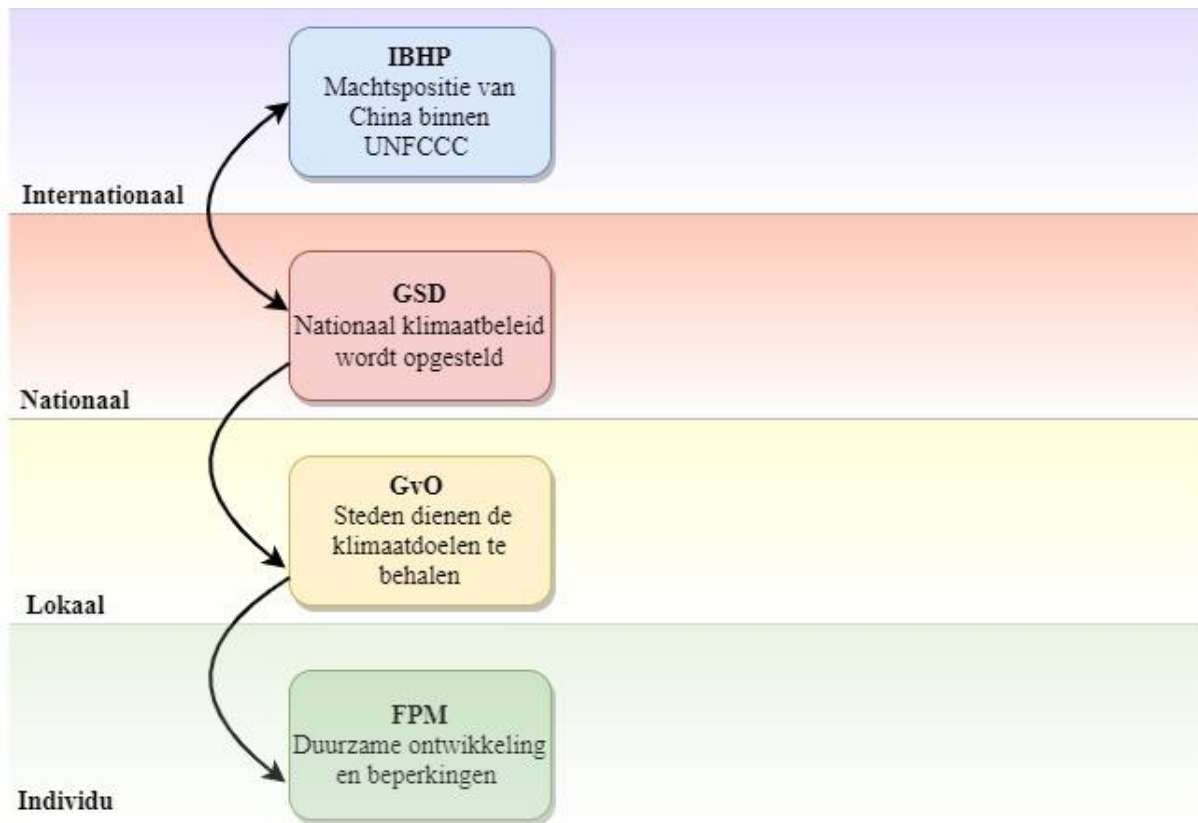 IBHP
Machtspositie van
China binnen
UNFCCC
Internationaal
GSD
Nationaal klimaatbeleid
wordt opgesteld
Nationaal
GvO
Steden dienen de
klimaatdoelen te
behalen
Lokaal
FPM
Duurzame ontwikkeling
en beperkingen
Individu